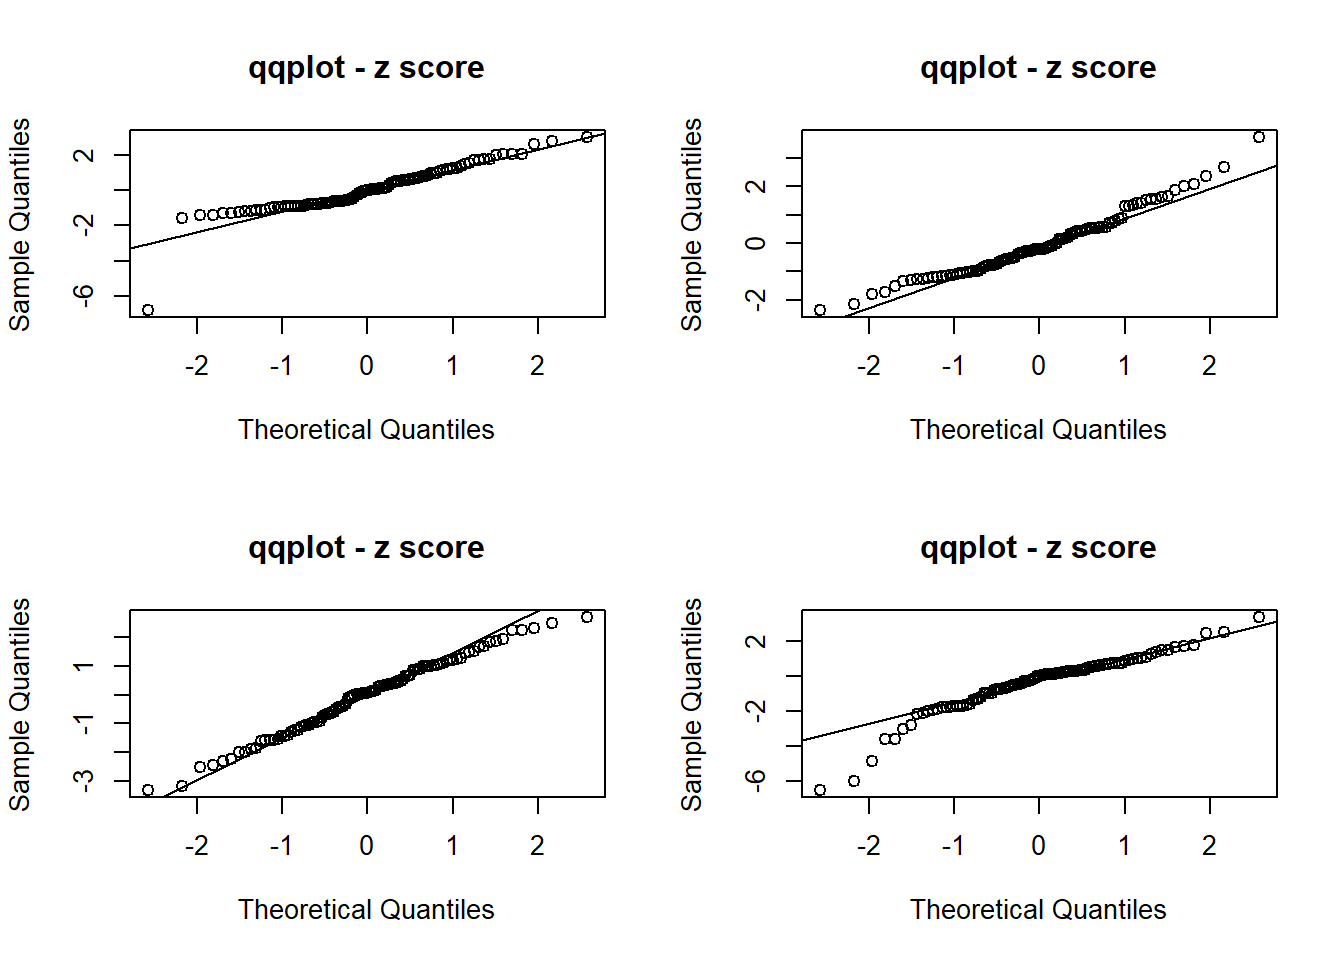 qqplot - z score
Sample Quantiles
2
-2
-6
-2 -1 0 1 2
Theoretical Quantiles
qqplot - z score
Sample Quantiles
2
0
-2
-2 -1 0 1 2
Theoretical Quantiles
qqplot - z score
Sample Quantiles
1
-1
-3
-2 -1 0 1 2
Theoretical Quantiles
qqplot - z score
Sample Quantiles
2
-2
-6
-2 -1 0 1 2
Theoretical Quantiles